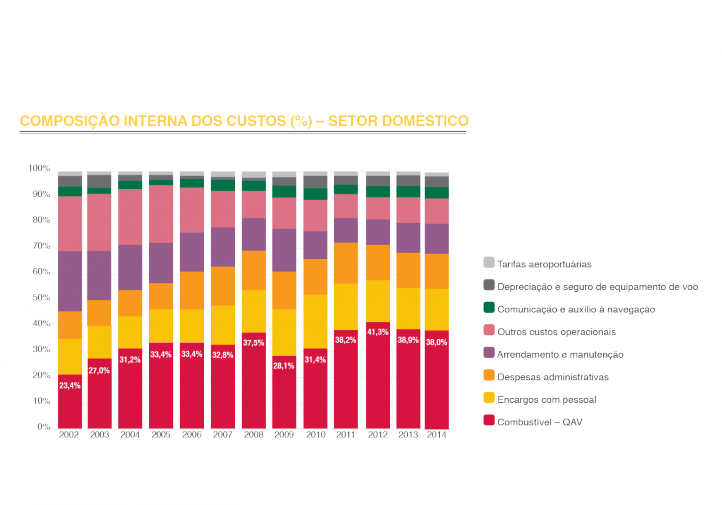 COMPOSIÇÃO INTERNA DOS CUSTOS (%) – SETOR DOMÉSTICO
100%
90%
80%
70%
60%
50%
40%
30%
20%
10%
0%
23,4%
27,0%
31,2%
33,4%
33,4%
32,8%
37,5%
28,1%
31,4%
38,2%
41,3%
38,9%
38,0%
2002 2003 2004 2005 2006 2007 2008 2009 2010 2011 2012 2013 2014
Tarifas aeroportuárias
Depreciação e seguro de equipamento de voo
Comunicação e auxílio à navegação
Outros custos operacionais
Arrendamento e manutenção
Despesas administrativas
Encargos com pessoal
Combustível – QAV